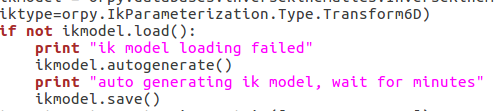 iktype=orpy.IkParameterization.Type.Transform6D)
if not ikmodel.load():
    print "ik model loading failed"
    ikmodel.autogenerate()
    print "auto generating ik model, wait for minutes"
    ikmodel.save()